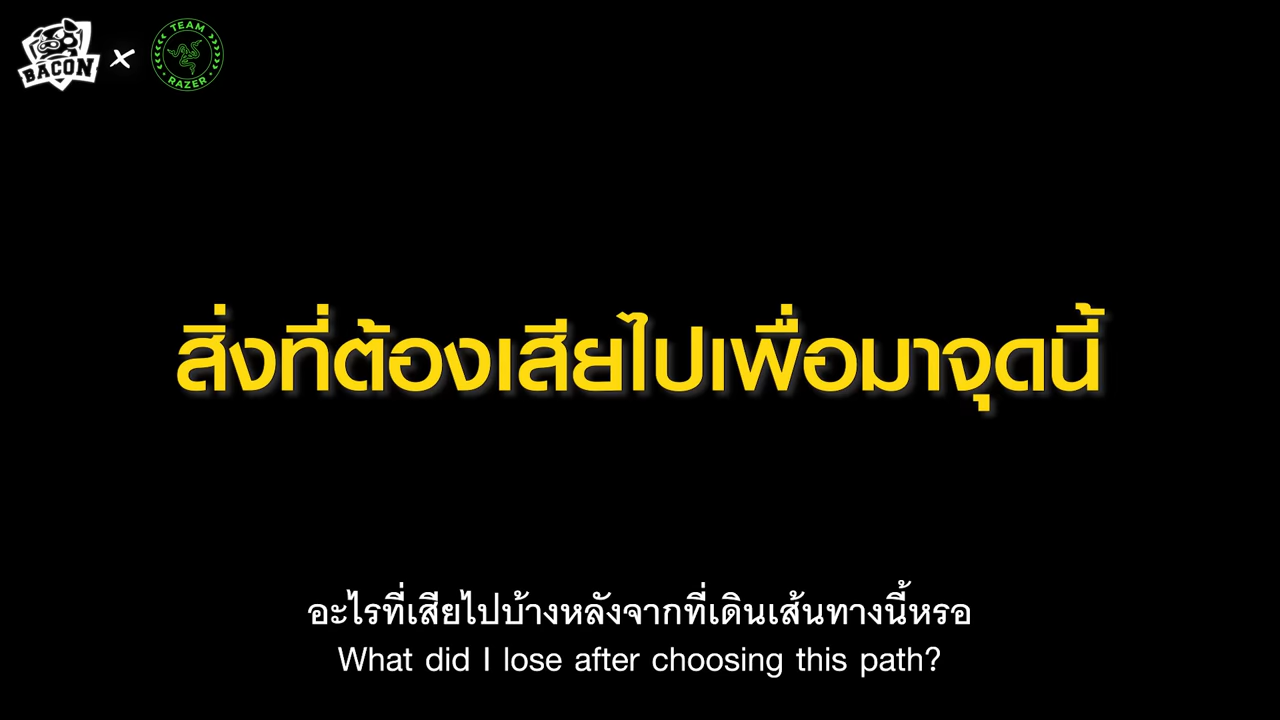 BACON
×
TEAM
RAZER
สิ่งที่ต้องเสียไปเพื่อมาจุดนี้
อะไรที่เสียไปบ้างหลังจากที่เดินเส้นทางนี้หรอ
What did I lose after choosing this path?